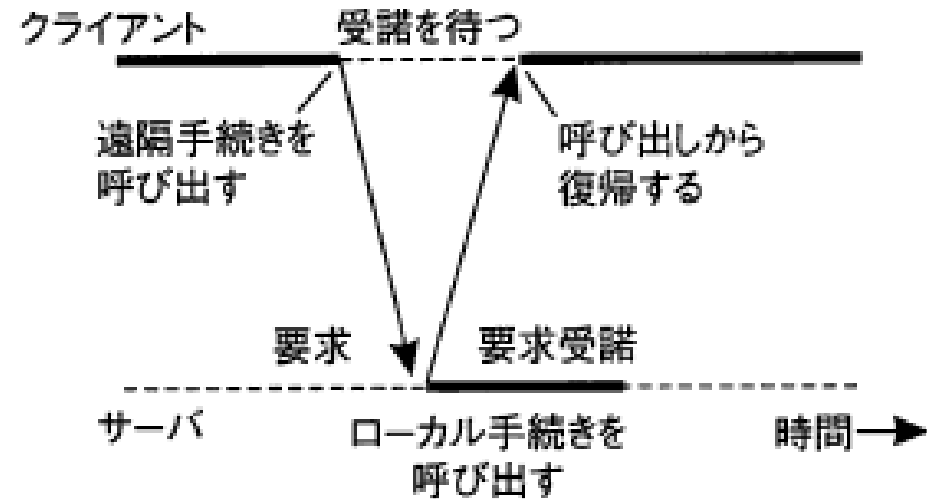 クライアント
受諾を待つ
遠隔手続きを
呼び出す
呼び出しから
復帰する
要求
要求受諾
サーバ
ローカル手続きを
呼び出す
時間